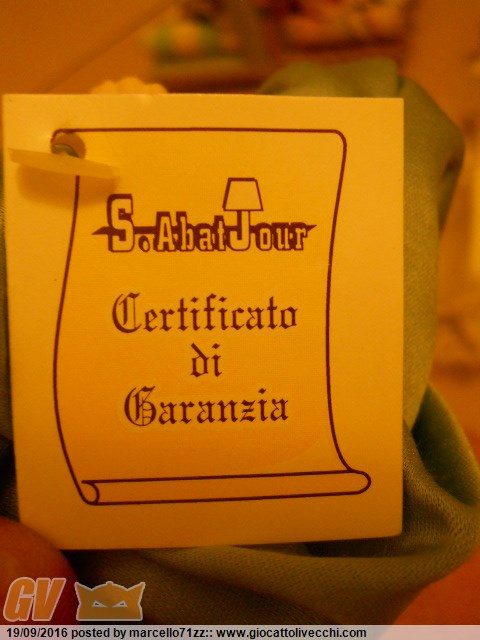 S. AbatJour
Certificato
di
Garanzia
GV
19/09/2016 posted by marcello71zz:: www.giocattolivecchi.com